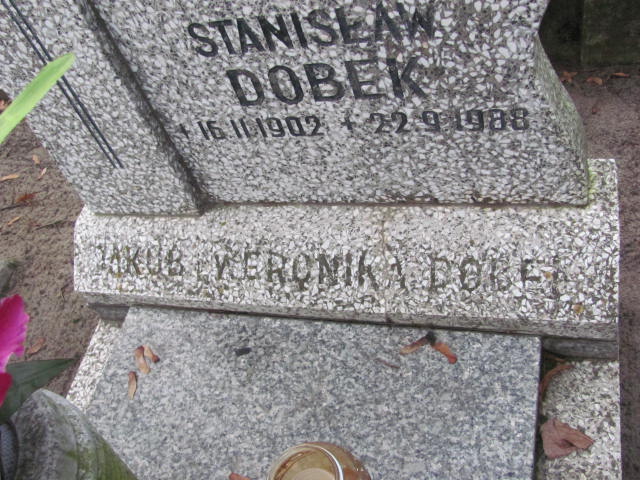 STANISŁAW
DOBEK
* 16.11.1902 + 22.9.1988
JAKUB I WERONIKA DOBEK